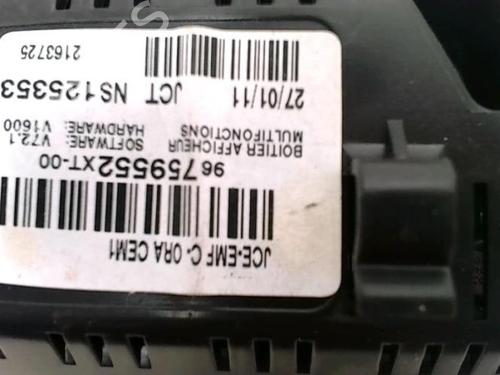 JCE-EMF C- ORA CEM1
96 759552XT-00
BOITIER AFFICHEUR SOFTWARE: V72.1
MULTIFONCTIONS HARDWARE: V1600
27/01/11 JCT NS1253353
2163725